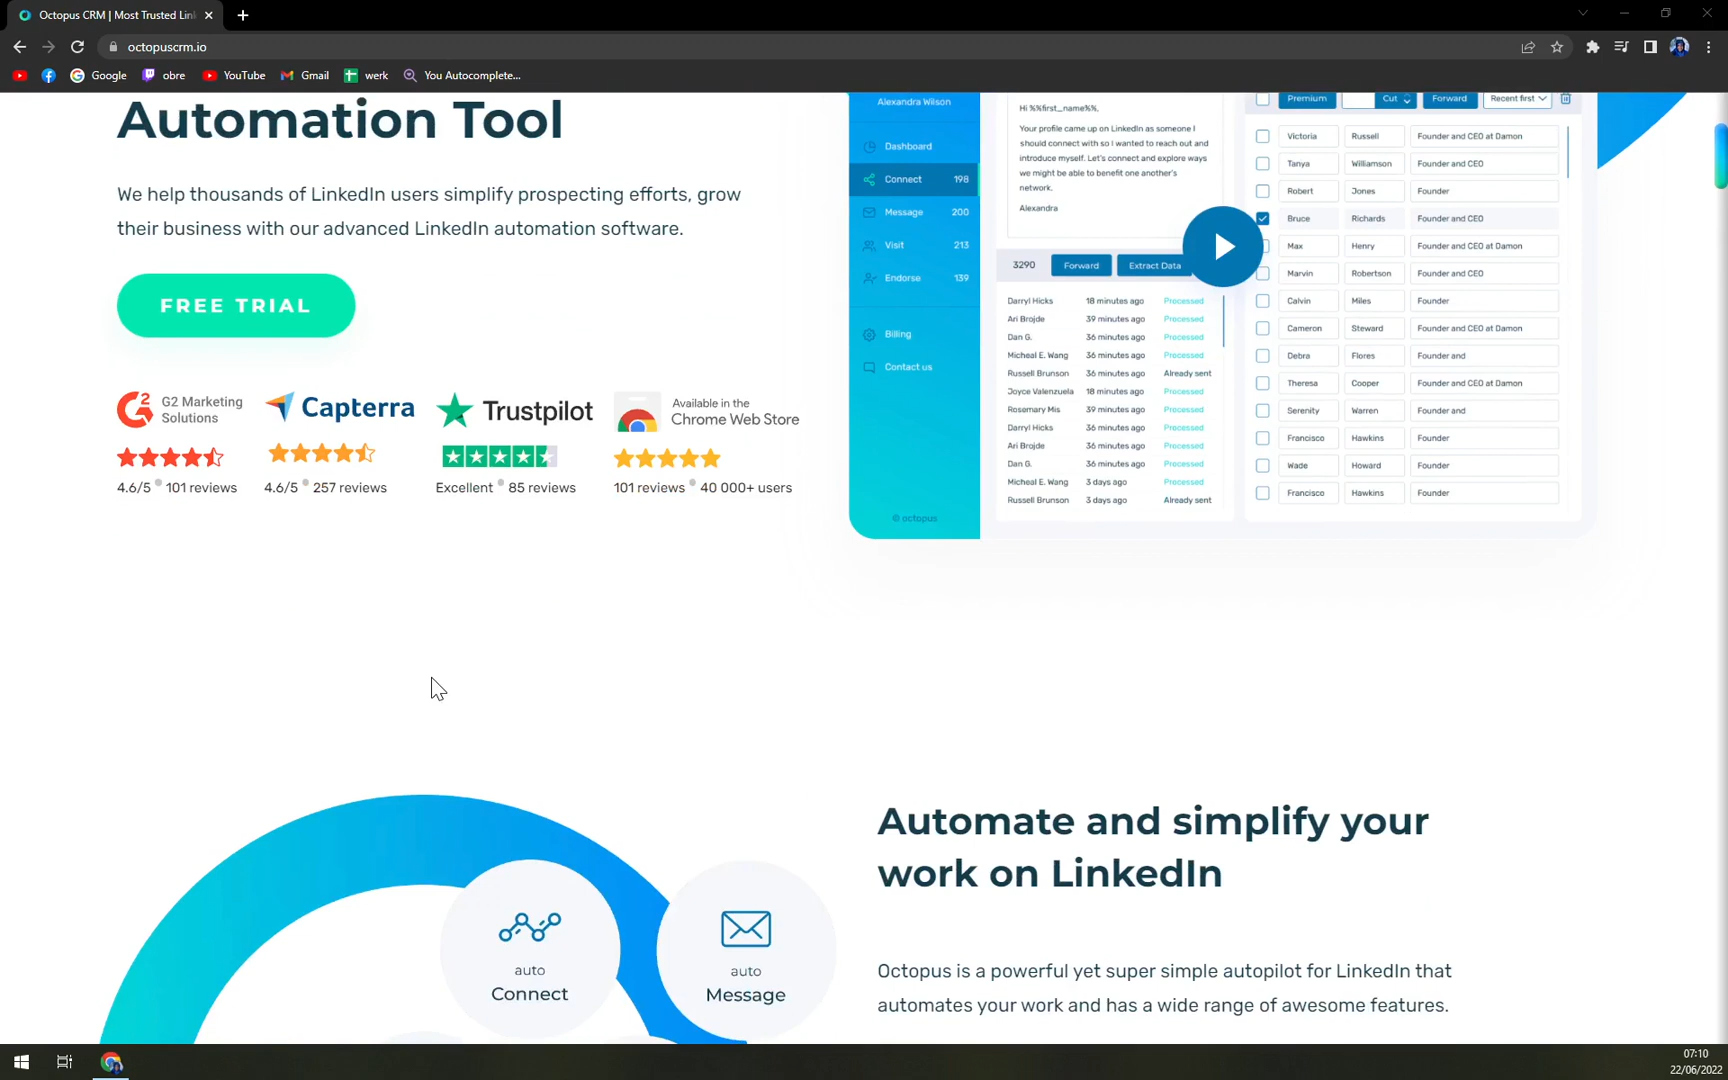 Octopus CRM | Most Trusted Lin
octopuscrm.io
Google
obre
YouTube
Gmail
werk
You Autocomplete...
Automation Tool
We help thousands of LinkedIn users simplify prospecting efforts, grow
their business with our advanced LinkedIn automation software.
FREE TRIAL
G2 Marketing
Solutions
4.6/5 101 reviews
Capterra
4.6/5 257 reviews
Trustpilot
Excellent 85 reviews
Available in the
Chrome Web Store
101 reviews 40 000+ users
Alexandra Wilson
Dashboard
Connect 198
Message 200
Visit 213
Endorse 139
Billing
Contact us
© octopus
Hi %%first_name%%,
Your profile came up on LinkedIn as someone I
should connect with so I wanted to reach out and
introduce myself. Let's connect and explore ways
we might be able to benefit one another's
network.
Alexandra
3290 Forward Extract Data
Darryl Hicks 18 minutes ago Processed
Ari Brojde 39 minutes ago Processed
Dan G. 36 minutes ago Processed
Micheal E. Wang 36 minutes ago Processed
Russell Brunson 36 minutes ago Already sent
Joyce Valenzuela 18 minutes ago Processed
Rosemary Mis 39 minutes ago Processed
Darryl Hicks 36 minutes ago Processed
Ari Brojde 36 minutes ago Processed
Dan G. 36 minutes ago Processed
Micheal E. Wang 3 days ago Processed
Russell Brunson 3 days ago Already sent
Premium Cut Forward Recent first
Victoria Russell Founder and CEO at Damon
Tanya Williamson Founder and CEO
Robert Jones Founder
Bruce Richards Founder and CEO
Max Henry Founder and CEO at Damon
Marvin Robertson Founder and CEO
Calvin Miles Founder
Cameron Steward Founder and CEO at Damon
Debra Flores Founder and
Theresa Cooper Founder and CEO at Damon
Serenity Warren Founder and
Francisco Hawkins Founder
Wade Howard Founder
Francisco Hawkins Founder
auto
Connect
auto
Message
Automate and simplify your
work on LinkedIn
Octopus is a powerful yet super simple autopilot for LinkedIn that
automates your work and has a wide range of awesome features.
07:10
22/06/2022